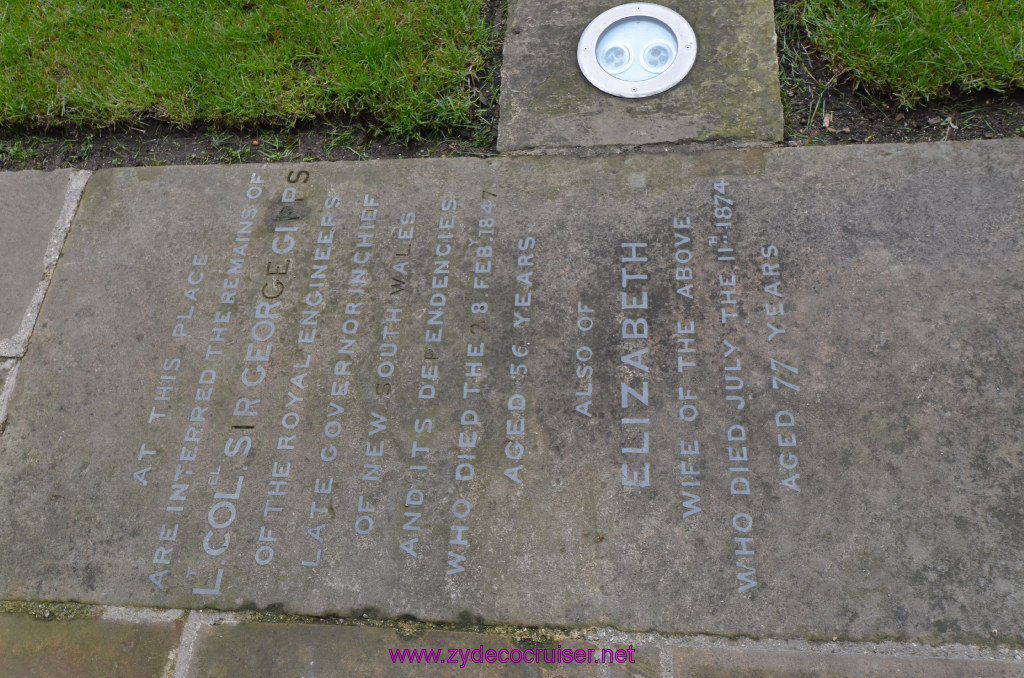 AT THIS PLACE
ARE INTERRED THE REMAINS OF
LT COLELL SIR GEORGE GIPPS
OF THE ROYAL ENGINEERS
LATE GOVERNOR IN CHIEF
OF NEW SOUTH WALES
AND ITS DEPENDENCIES
WHO DIED THE 28 FEBY 1847
AGED 56 YEARS
ALSO OF
ELIZABETH
WIFE OF THE ABOVE
WHO DIED JULY THE 11TH 1874
AGED 77 YEARS
www.zydecocruiser.net